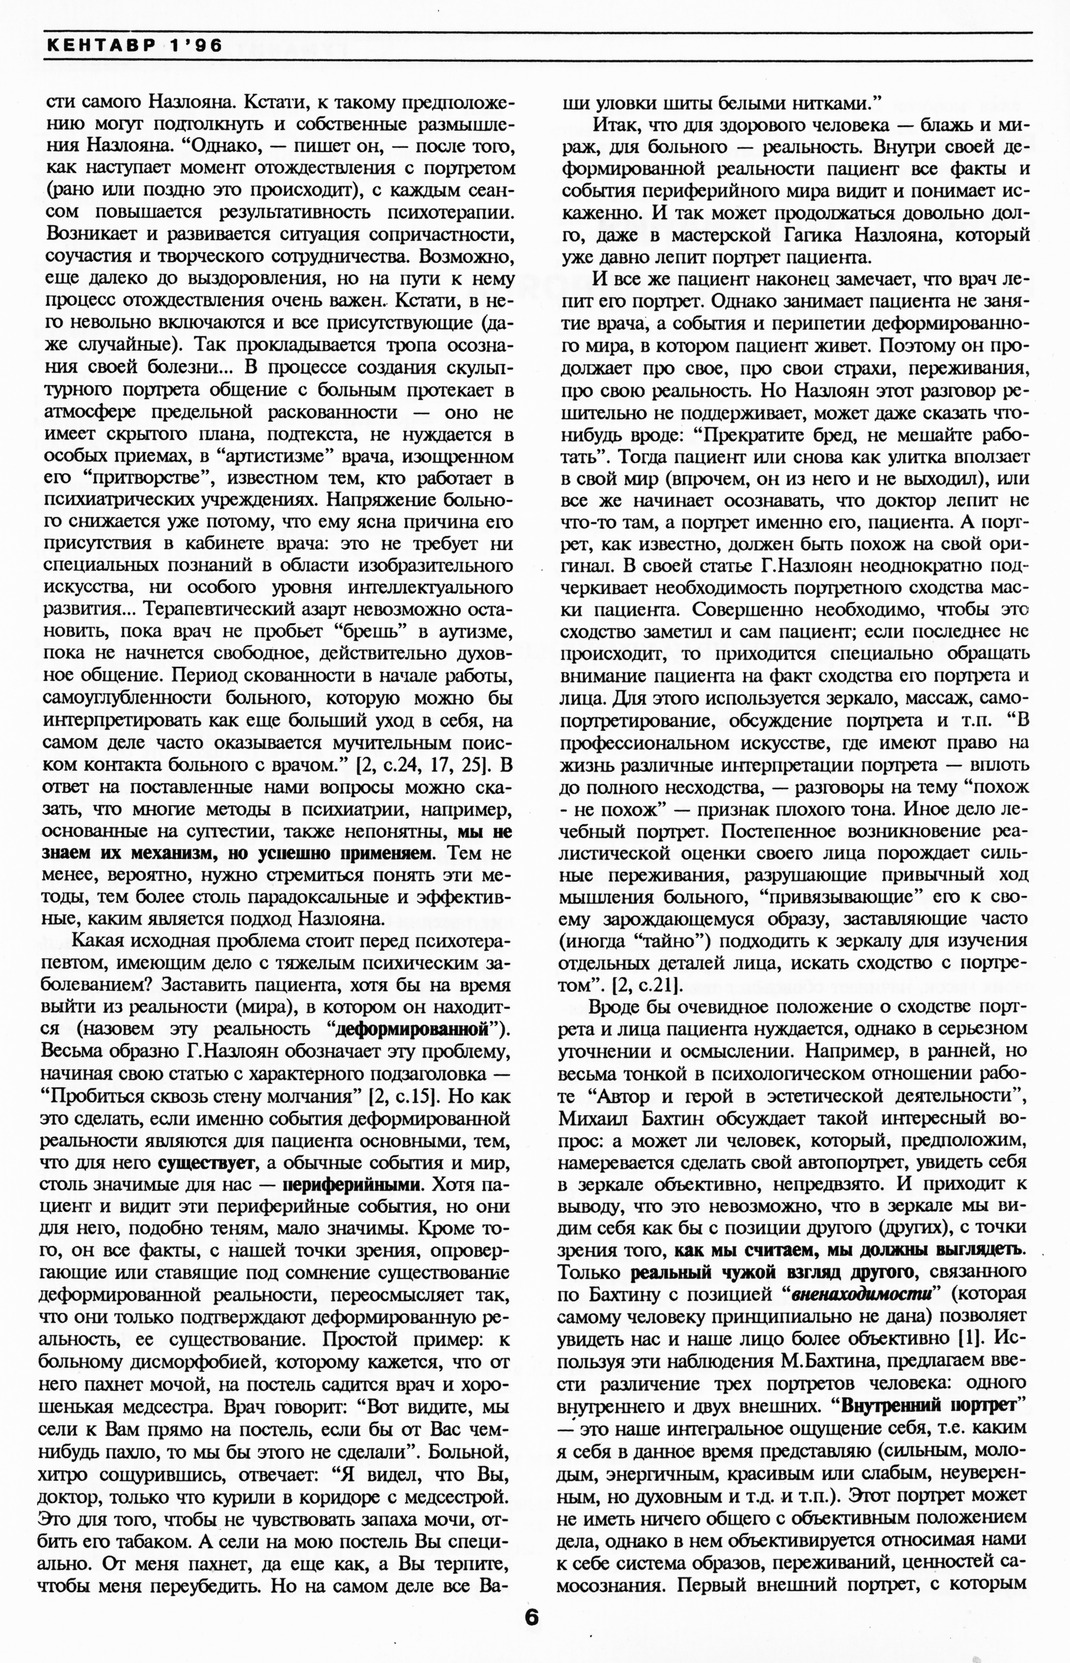 КЕНТАВР 1'96
сти самого Назлояна. Кстати, к такому предположе-
нию могут подтолкнуть и собственные размышле-
ния Назлояна. “Однако, — пишет он, — после того,
как наступает момент отождествления с портретом
(рано или поздно это происходит), с каждым сеан-
сом повышается результативность психотерапии.
Возникает и развивается ситуация сопричастности,
соучастия и творческого сотрудничества. Возможно,
еще далеко до выздоровления, но на пути к нему
процесс отождествления очень важен. Кстати, в не-
го невольно включаются и все присутствующие (да-
же случайные). Так прокладывается тропа осозна-
ния своей болезни... В процессе создания скульп-
турного портрета общение с больным протекает в
атмосфере предельной раскованности — оно не
имеет скрытого плана, подтекста, не нуждается в
особых приемах, в “артистизме” врача, изощренном
его “притворстве”, известном тем, кто работает в
психиатрических учреждениях. Напряжение больно-
го снижается уже потому, что ему ясна причина его
присутствия в кабинете врача: это не требует ни
специальных познаний в области изобразительного
искусства, ни особого уровня интеллектуального
развития... Терапевтический азарт невозможно оста-
новить, пока врач не пробьет “брешь” в аутизме,
пока не начнется свободное, действительно духов-
ное общение. Период скованности в начале работы,
самоуглубленности больного, которую можно бы
интерпретировать как еще больший уход в себя, на
самом деле часто оказывается мучительным поис-
ком контакта больного с врачом.” [2, с.24, 17, 25]. В
ответ на поставленные нами вопросы можно ска-
зать, что многие методы в психиатрии, например,
основанные на суггестии, также непонятны, мы не
знаем их механизм, но успешно применяем. Тем не
менее, вероятно, нужно стремиться понять эти ме-
тоды, тем более столь парадоксальные и эффектив-
ные, каким является подход Назлояна.
Какая исходная проблема стоит перед психотера-
певтом, имеющим дело с тяжелым психическим за-
болеванием? Заставить пациента, хотя бы на время
выйти из реальности (мира), в котором он находит-
ся (назовем эту реальность “деформированной”).
Весьма образно Г.Назлоян обозначает эту проблему,
начиная свою статью с характерного подзаголовка —
“Пробиться сквозь стену молчания” [2, с.15]. Но как
это сделать, если именно события деформированной
реальности являются для пациента основными, тем,
что для него существует, а обычные события и мир,
столь значимые для нас — периферийными. Хотя па-
циент и видит эти периферийные события, но они
для него, подобно теням, мало значимы. Кроме то-
го, он все факты, с нашей точки зрения, опровер-
гающие или ставящие под сомнение существование
деформированной реальности, переосмысляет так,
что они только подтверждают деформированную ре-
альность, ее существование. Простой пример: к
больному дисморфобией, которому кажется, что от
него пахнет мочой, на постель садится врач и хоро-
шенькая медсестра. Врач говорит: “Вот видите, мы
сели к Вам прямо на постель, если бы от Вас чем-
нибудь пахло, то мы бы этого не сделали”. Больной,
хитро сощурившись, отвечает: “Я видел, что Вы,
доктор, только что курили в коридоре с медсестрой.
Это для того, чтобы не чувствовать запаха мочи, от-
бить его табаком. А сели на мою постель Вы специ-
ально. От меня пахнет, да еще как, а Вы терпите,
чтобы меня переубедить. Но на самом деле все Ва-
ши уловки шиты белыми нитками.”
Итак, что для здорового человека — блажь и ми-
раж, для больного — реальность. Внутри своей де-
формированной реальности пациент все факты и
события периферийного мира видит и понимает ис-
каженно. И так может продолжаться довольно дол-
го, даже в мастерской Гагика Назлояна, который
уже давно лепит портрет пациента.
И все же пациент наконец замечает, что врач ле-
пит его портрет. Однако занимает пациента не заня-
тие врача, а события и перипетии деформированно-
го мира, в котором пациент живет. Поэтому он про-
должает про свое, про свои страхи, переживания,
про свою реальность. Но Назлоян этот разговор ре-
шительно не поддерживает, может даже сказать что-
нибудь вроде: “Прекратите бред, не мешайте рабо-
тать”. Тогда пациент или снова как улитка вползает
в свой мир (впрочем, он из него и не выходил), или
все же начинает осознавать, что доктор лепит не
что-то там, а портрет именно его, пациента. А порт-
рет, как известно, должен быть похож на свой ори-
гинал. В своей статье Г.Назлоян неоднократно под-
черкивает необходимость портретного сходства мас-
ки пациента. Совершенно необходимо, чтобы это
сходство заметил и сам пациент; если последнее не
происходит, то приходится специально обращать
внимание пациента на факт сходства его портрета и
лица. Для этого используется зеркало, массаж, само-
портретирование, обсуждение портрета и т.п. “В
профессиональном искусстве, где имеют право на
жизнь различные интерпретации портрета — вплоть
до полного несходства, — разговоры на тему “похож
- не похож” — признак плохого тона. Иное дело ле-
чебный портрет. Постепенное возникновение реа-
листической оценки своего лица порождает силь-
ные переживания, разрушающие привычный ход
мышления больного, “привязывающие” его к сво-
ему зарождающемуся образу, заставляющие часто
(иногда “тайно”) подходить к зеркалу для изучения
отдельных деталей лица, искать сходство с портре-
том”. [2, с.21].
Вроде бы очевидное положение о сходстве порт-
рета и лица пациента нуждается, однако в серьезном
уточнении и осмыслении. Например, в ранней, но
весьма тонкой в психологическом отношении рабо-
те “Автор и герой в эстетической деятельности”,
Михаил Бахтин обсуждает такой интересный во-
прос: а может ли человек, который, предположим,
намеревается сделать свой автопортрет, увидеть себя
в зеркале объективно, непредвзято. И приходит к
выводу, что это невозможно, что в зеркале мы ви-
дим себя как бы с позиции другого (других), с точки
зрения того, как мы считаем, мы должны выглядеть.
Только реальный чужой взгляд другого, связанного
по Бахтину с позицией “вненаходимости” (которая
самому человеку принципиально не дана) позволяет
увидеть нас и наше лицо более объективно [1]. Ис-
пользуя эти наблюдения М.Бахтина, предлагаем вве-
сти различение трех портретов человека: одного
внутреннего и двух внешних. “Внутренний портрет”
— это наше интегральное ощущение себя, т.е. каким
я себя в данное время представляю (сильным, моло-
дым, энергичным, красивым или слабым, неуверен-
ным, но духовным и т.д. и т.п.). Этот портрет может
не иметь ничего общего с объективным положением
дела, однако в нем объективируется относимая нами
к себе система образов, переживаний, ценностей са-
мосознания. Первый внешний портрет, с которым
6